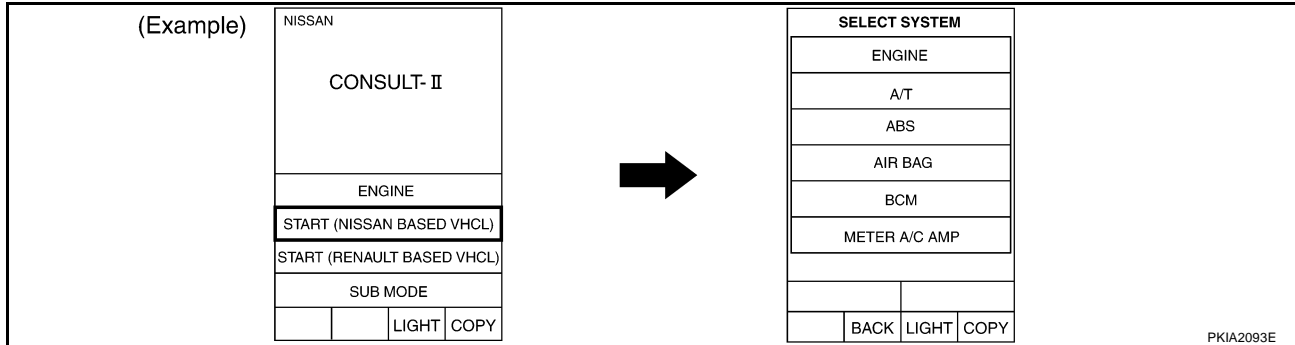 (Example)
NISSAN
CONSULT-Ⅱ
ENGINE
START (NISSAN BASED VHCL)
START (RENAULT BASED VHCL)
SUB MODE
LIGHT COPY
SELECT SYSTEM
ENGINE
A/T
ABS
AIR BAG
BCM
METER A/C AMP
BACK LIGHT COPY
PKIA2093E